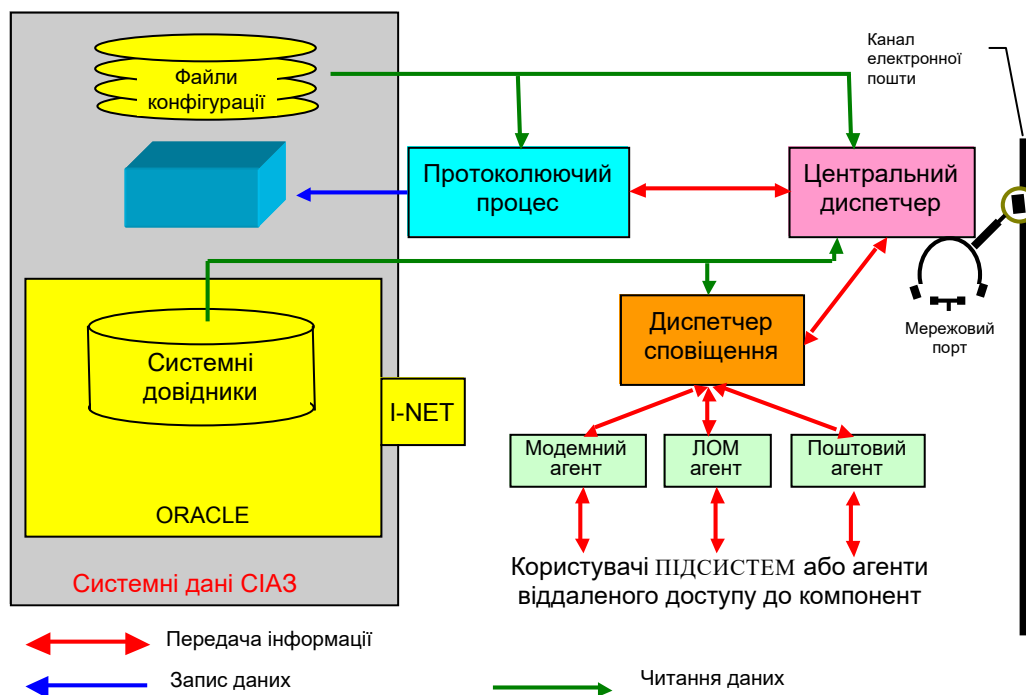 Файли
конфігурації
Канал
електронної
пошти
Протоколюючий
процес
Центральний
диспетчер
Мережовий
порт
Диспетчер
сповіщення
Системні
довідники
I-NET
Модемний
агент
ЛОМ
агент
Поштовий
агент
ORACLE
Користувачі ПІДСИСТЕМ або агенти
віддаленого доступу до компонент
Системні дані СІАЗ
Передача інформації
Запис даних
Читання даних